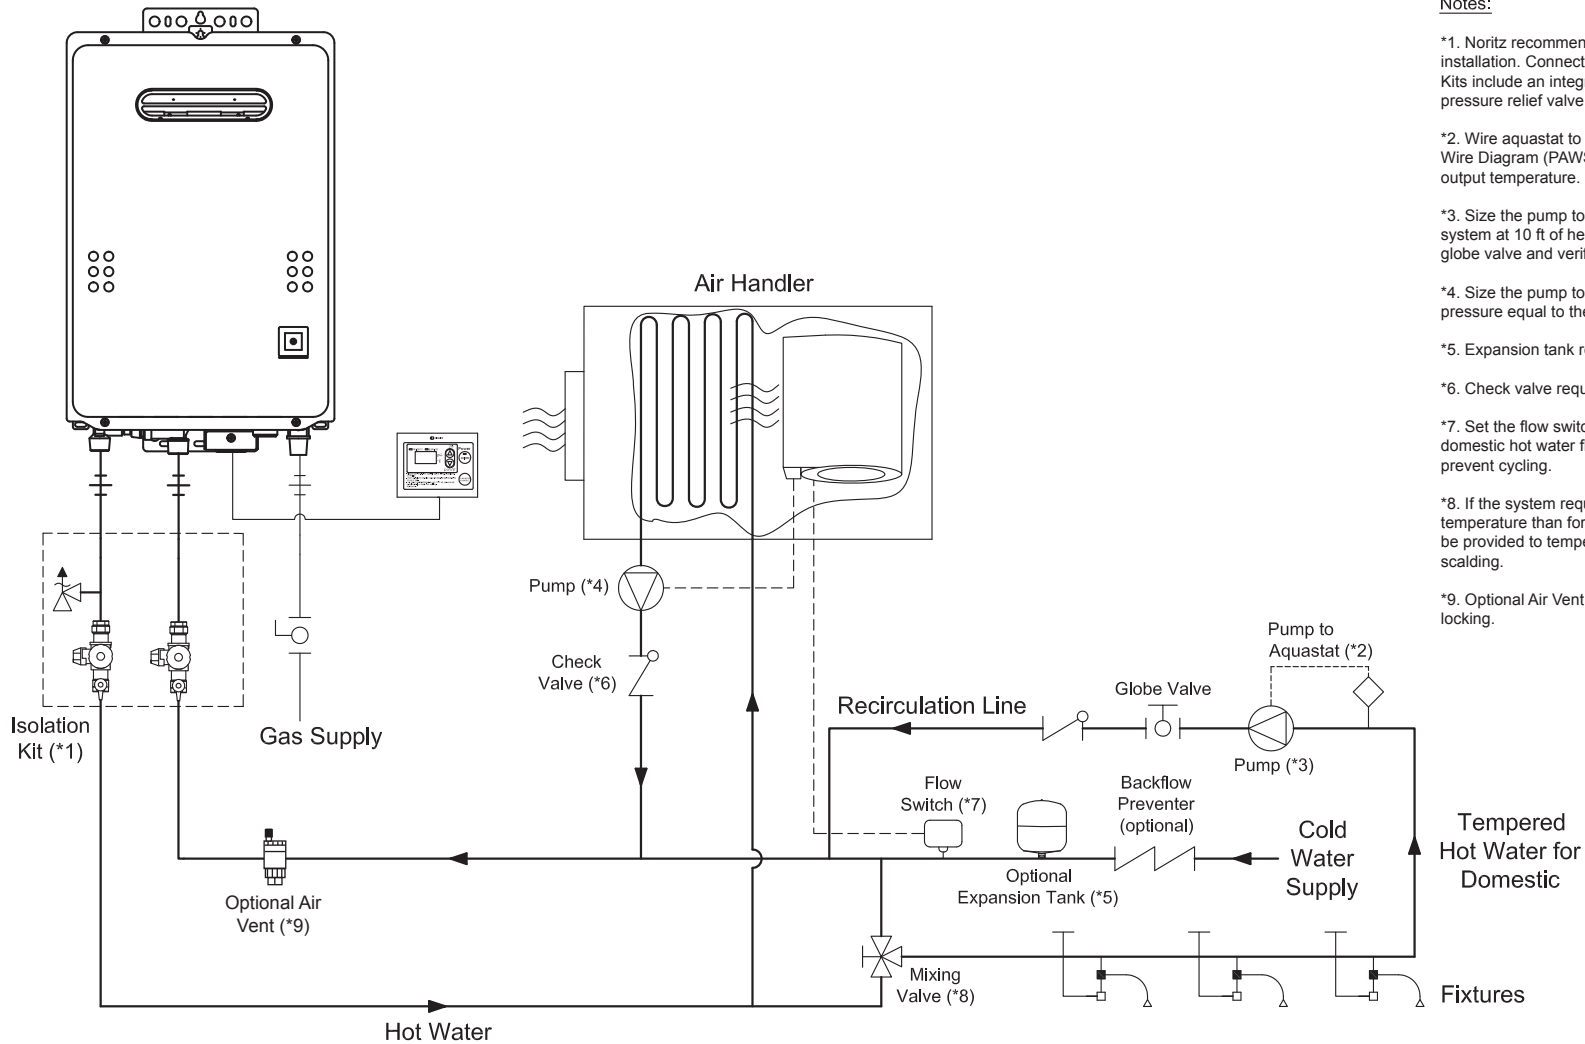 Notes:
*1. Noritz recommen
installation. Connect
Kits include an integ
pressure relief valve
*2. Wire aquastat to
Wire Diagram (PAWS
output temperature.
*3. Size the pump to
system at 10 ft of he
globe valve and verif
*4. Size the pump to
pressure equal to the
*5. Expansion tank re
*6. Check valve requ
*7. Set the flow switc
domestic hot water f
prevent cycling.
*8. If the system requ
temperature than for
be provided to tempe
scalding.
*9. Optional Air Vent
locking.
Air Handler
Pump (*4)
Check
Valve (*6)
Isolation
Kit (*1)
Gas Supply
Recirculation Line
Globe Valve
Pump to
Aquastat (*2)
Pump (*3)
Flow
Switch (*7)
Backflow
Preventer
(optional)
Cold
Water
Supply
Tempered
Hot Water for
Domestic
Optional
Expansion Tank (*5)
Optional Air
Vent (*9)
Mixing
Valve (*8)
Fixtures
Hot Water